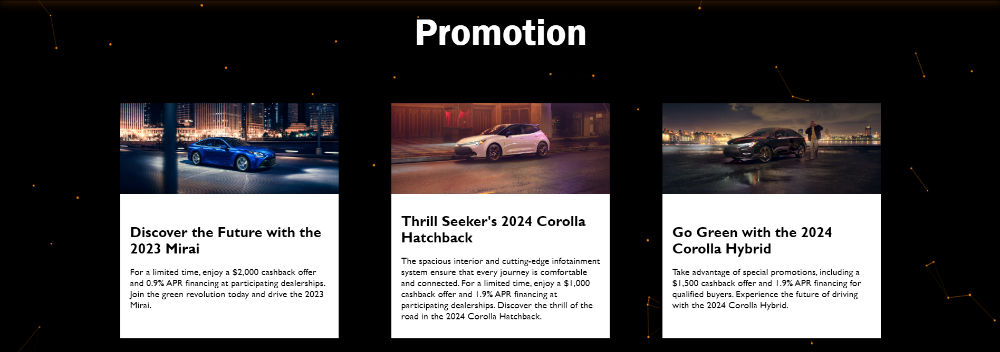 Promotion
Discover the Future with the
2023 Mirai
For a limited time, enjoy a $2,000 cashback offer
and 0.9% APR financing at participating dealerships.
Join the green revolution today and drive the 2023
Mirai.
Thrill Seeker's 2024 Corolla
Hatchback
The spacious interior and cutting-edge infotainment
system ensure that every journey is comfortable
and connected. For a limited time, enjoy a $1,000
cashback offer and 1.9% APR financing at
participating dealerships. Discover the thrill of the
road in the 2024 Corolla Hatchback.
Go Green with the 2024
Corolla Hybrid
Take advantage of special promotions, including a
$1,500 cashback offer and 1.9% APR financing for
qualified buyers. Experience the future of driving
with the 2024 Corolla Hybrid.